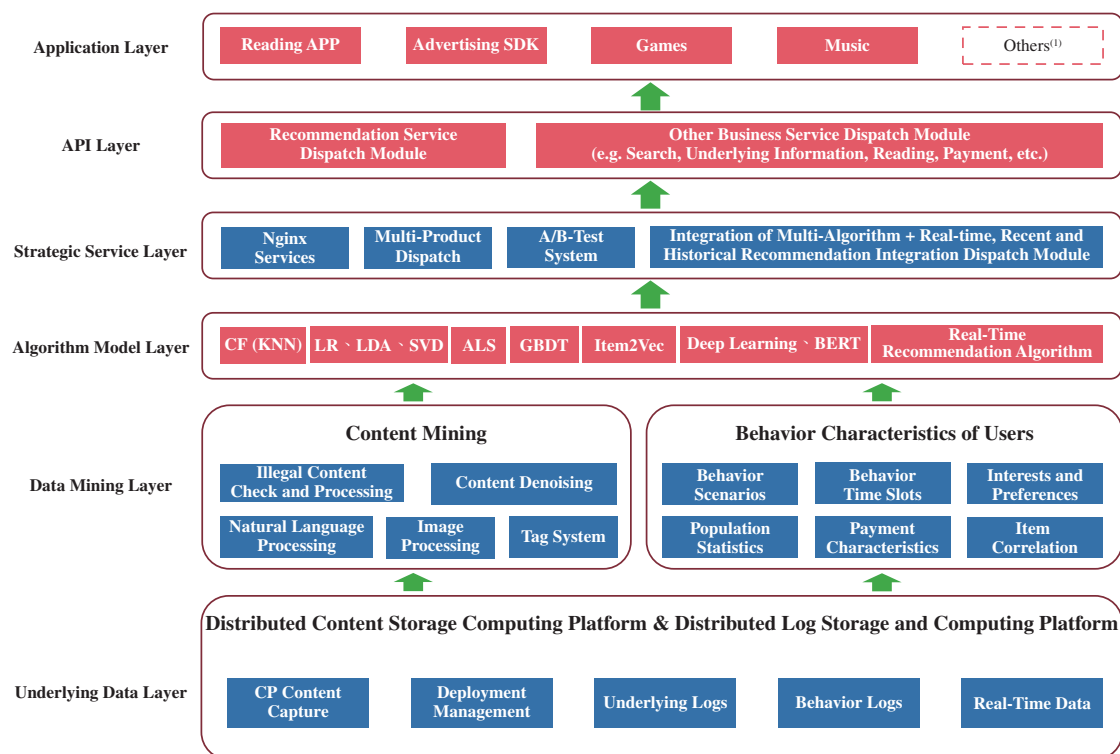 Application Layer
Reading APP
Advertising SDK
Games
Music
Others(1)
API Layer
Recommendation Service
Dispatch Module
Other Business Service Dispatch Module
(e.g. Search, Underlying Information, Reading, Payment, etc.)
Strategic Service Layer
Nginx
Services
Multi-Product
Dispatch
A/B-Test
System
Integration of Multi-Algorithm + Real-time, Recent and
Historical Recommendation Integration Dispatch Module
Algorithm Model Layer
CF (KNN)
LR、LDA、SVD
ALS
GBDT
Item2Vec
Deep Learning、BERT
Real-Time
Recommendation Algorithm
Data Mining Layer
Content Mining
Illegal Content
Check and Processing
Content Denoising
Natural Language
Processing
Image
Processing
Tag System
Behavior Characteristics of Users
Behavior
Scenarios
Behavior
Time Slots
Interests and
Preferences
Population
Statistics
Payment
Characteristics
Item
Correlation
Underlying Data Layer
Distributed Content Storage Computing Platform & Distributed Log Storage and Computing Platform
CP Content
Capture
Deployment
Management
Underlying Logs
Behavior Logs
Real-Time Data